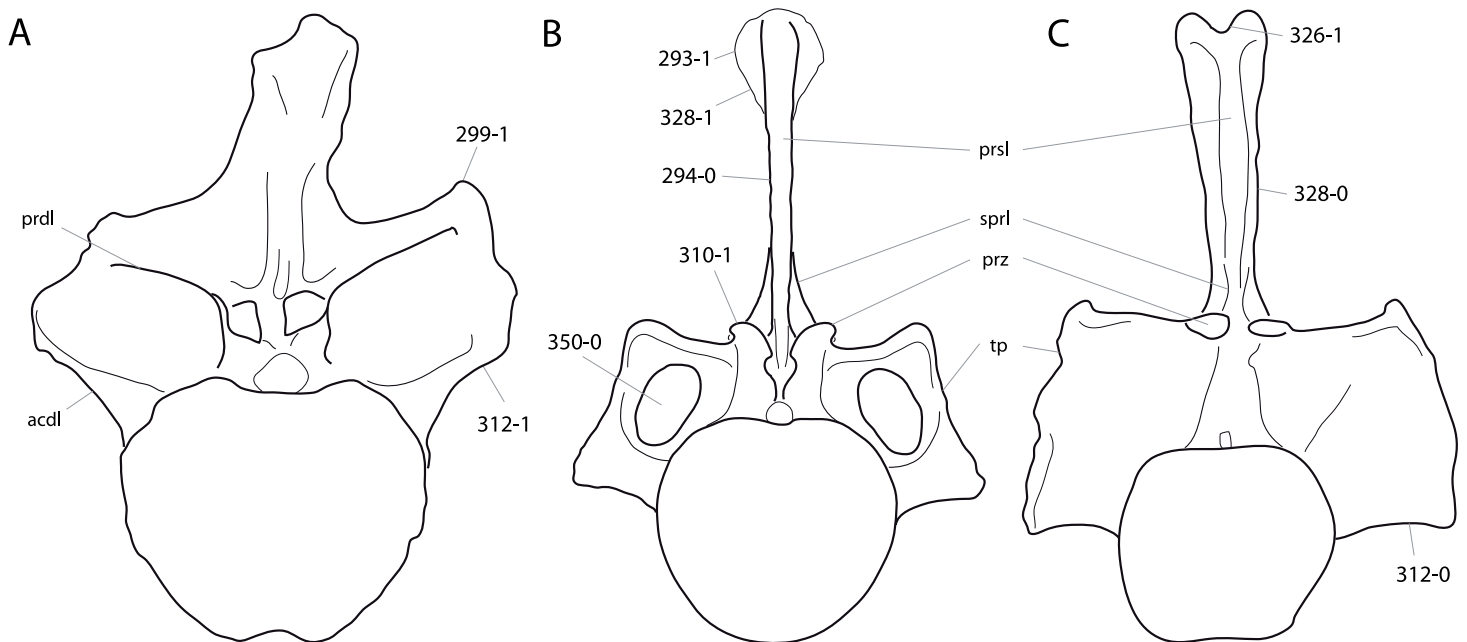 A
299-1
prdl
acdl
312-1
B
293-1
328-1
294-0
310-1
350-0
prsl
sprl
prz
tp
C
326-1
328-0
312-0